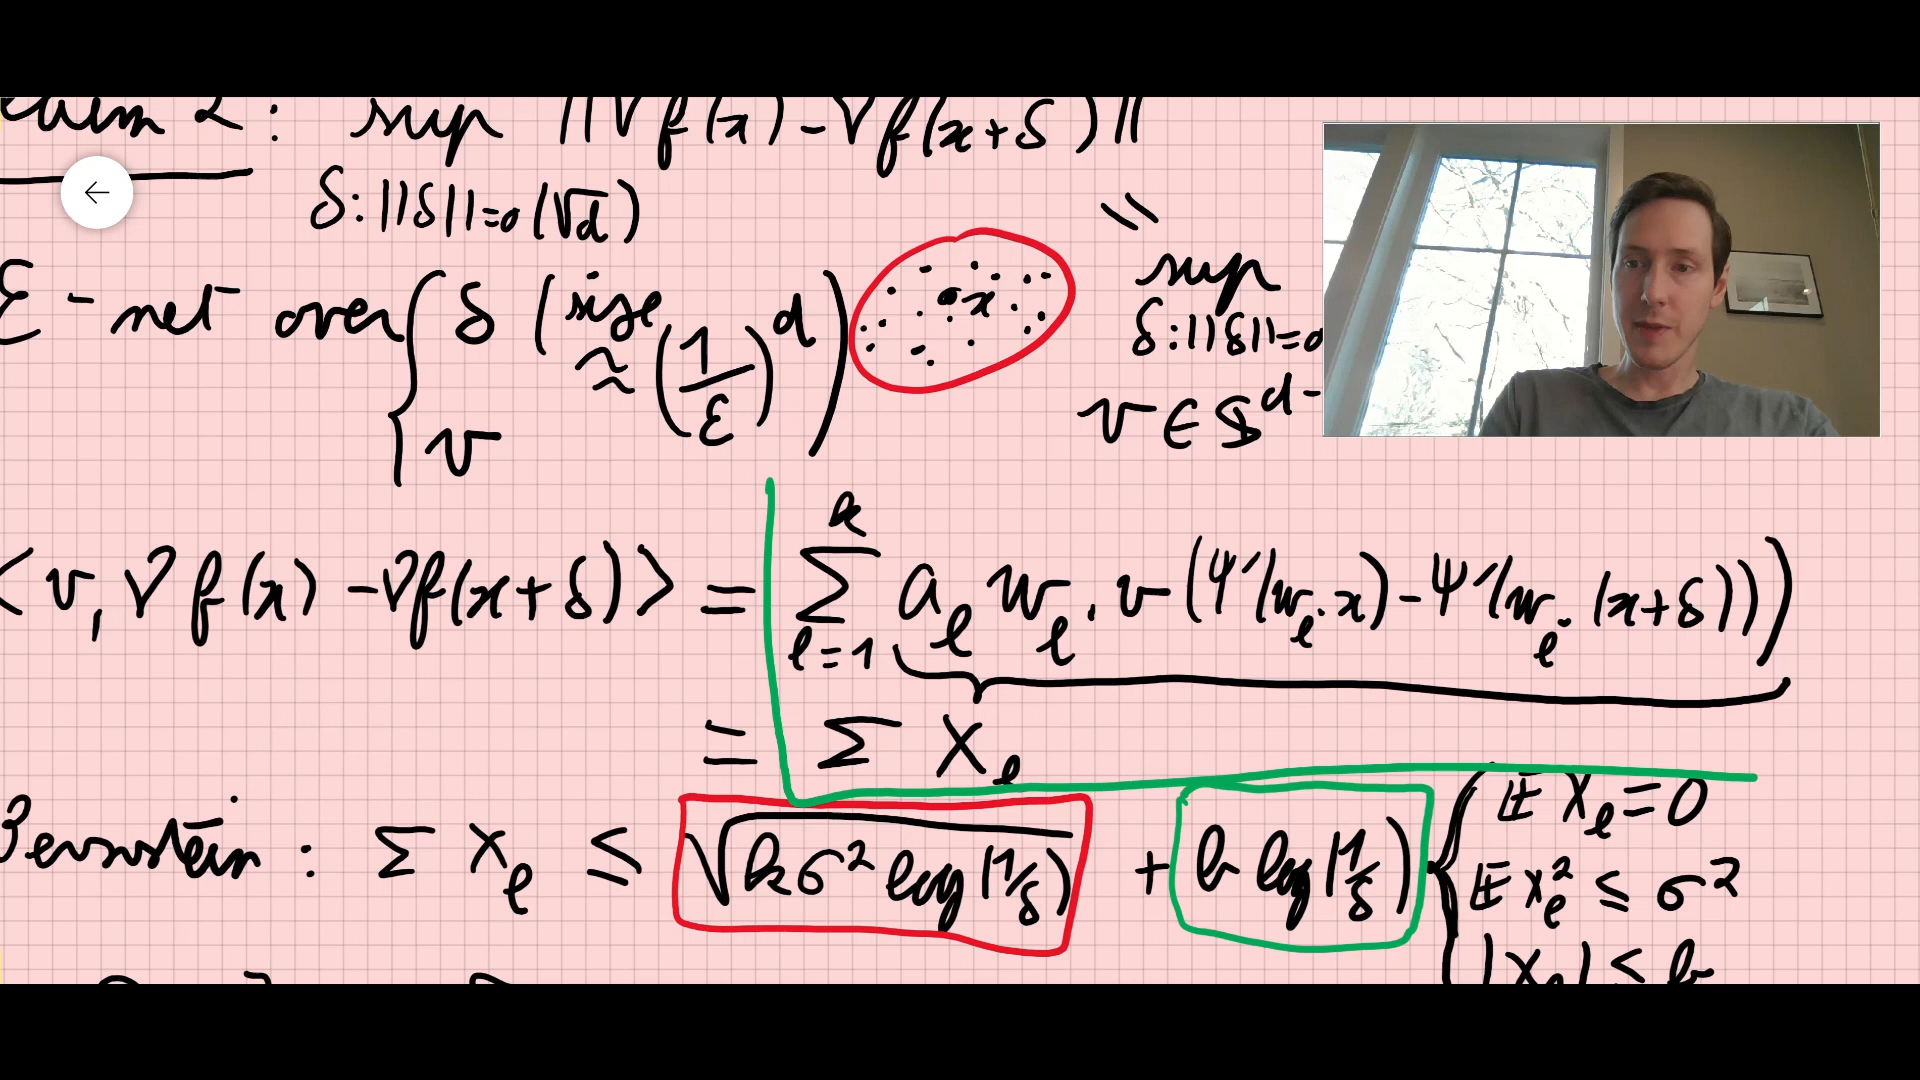 Claim 2 : sup ||∇f(x) - ∇f(x+δ)||
δ: ||δ||=o(√d)
ε-net over { δ (size ≈ (1/ε)^d)
v
x
\\
sup
δ:||δ||=o
v ∈ S^{d-
<v, ∇f(x) - ∇f(x+δ)> = Σ_{l=1}^{k} a_l w_l · v (ψ'(w_l·x) - ψ'(w_l·(x+δ)))
= Σ X_l
Bernstein : Σ X_l ≤ √(kσ² log(1/δ)) + b log(1/δ)
{ E X_l = 0
E X_l² ≤ σ²
|X_l| ≤ b